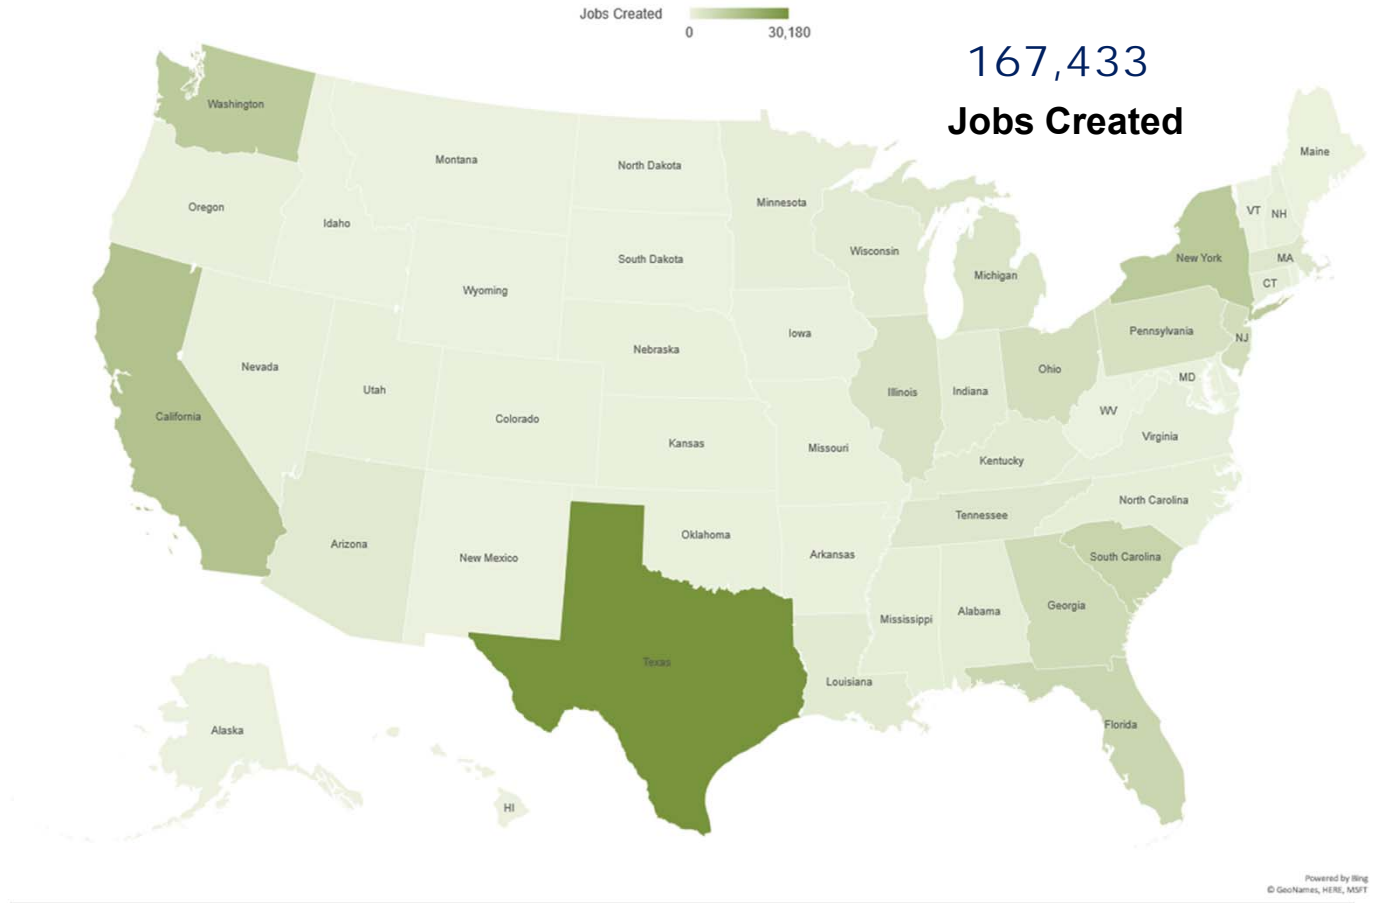 Jobs Created
0 30,180
167,433
Jobs Created
Washington
Montana
North Dakota
Minnesota
Maine
Oregon
Idaho
Wisconsin
VT
NH
South Dakota
Michigan
New York
MA
Wyoming
CT
Iowa
Pennsylvania
NJ
Nebraska
Nevada
Utah
Illinois
Indiana
Ohio
MD
California
Colorado
WV
Kansas
Missouri
Virginia
Kentucky
North Carolina
Tennessee
Arizona
New Mexico
Oklahoma
Arkansas
South Carolina
Mississippi
Alabama
Georgia
Texas
Louisiana
Florida
Alaska
HI
Powered by Bing
© GeoNames, HERE, MSFT